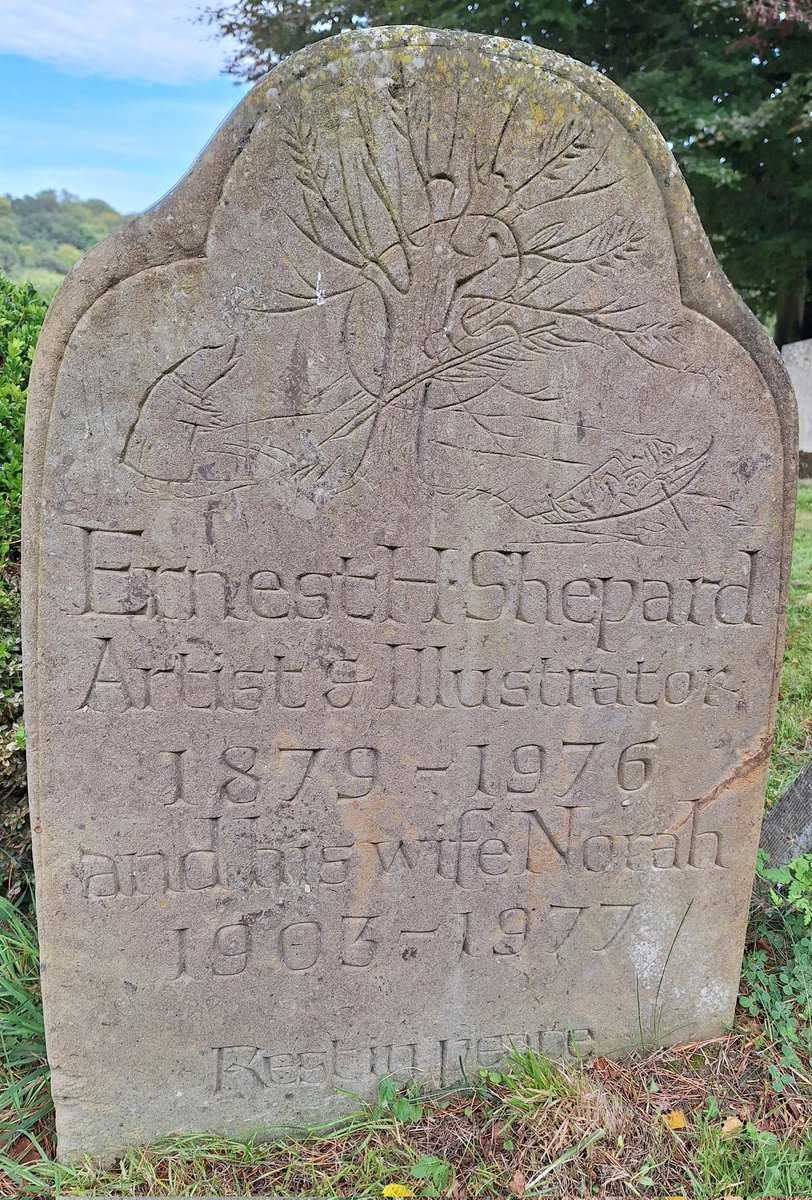 Ernest H. Shepard
Artist & Illustrator
1879 - 1976
and his wife Norah
1903 - 1977
Rest in peace